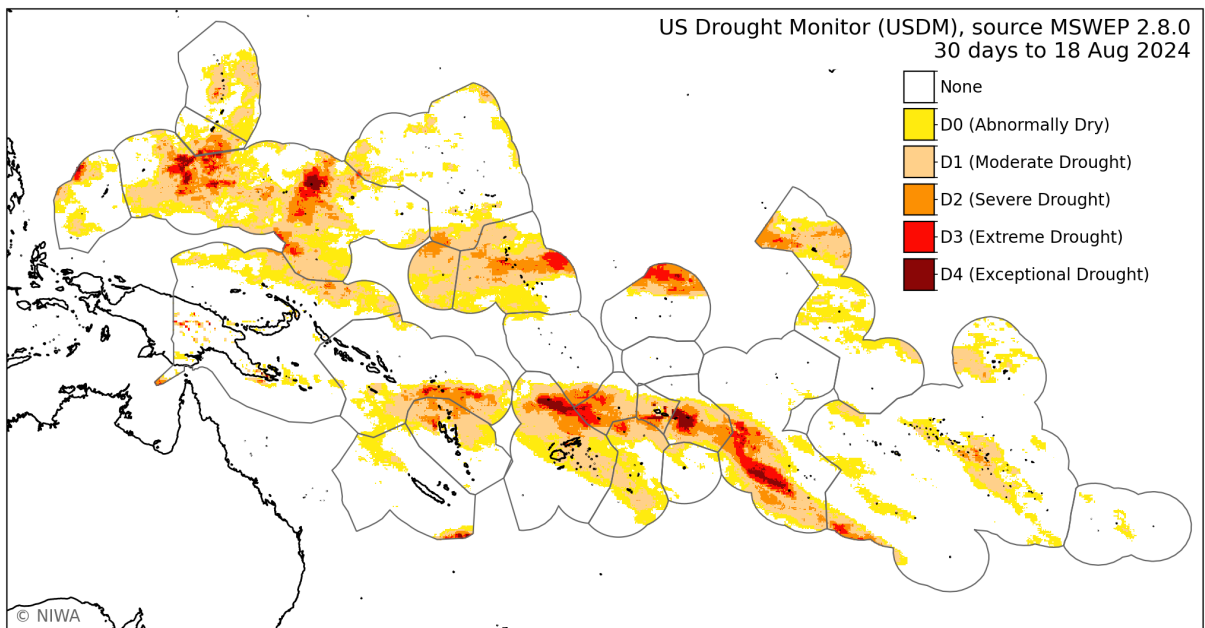 US Drought Monitor (USDM), source MSWEP 2.8.0
30 days to 18 Aug 2024
None
D0 (Abnormally Dry)
D1 (Moderate Drought)
D2 (Severe Drought)
D3 (Extreme Drought)
D4 (Exceptional Drought)
© NIWA